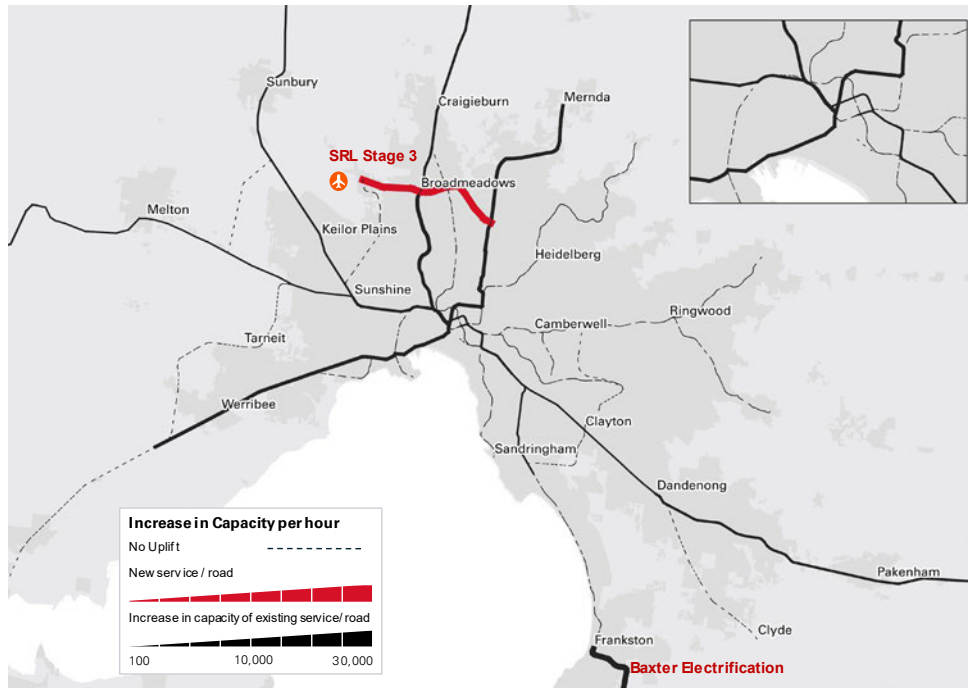 Sunbury
Craigieburn
Mernda
SRL Stage 3
Broadmeadows
Melton
Keilor Plains
Heidelberg
Sunshine
Ringwood
Camberwell
Tarneit
Werribee
Clayton
Sandringham
Dandenong
Increase in Capacity per hour
No Uplift
New service / road
Pakenham
Increase in capacity of existing service/road
Clyde
Frankston
100 10,000 30,000
Baxter Electrification